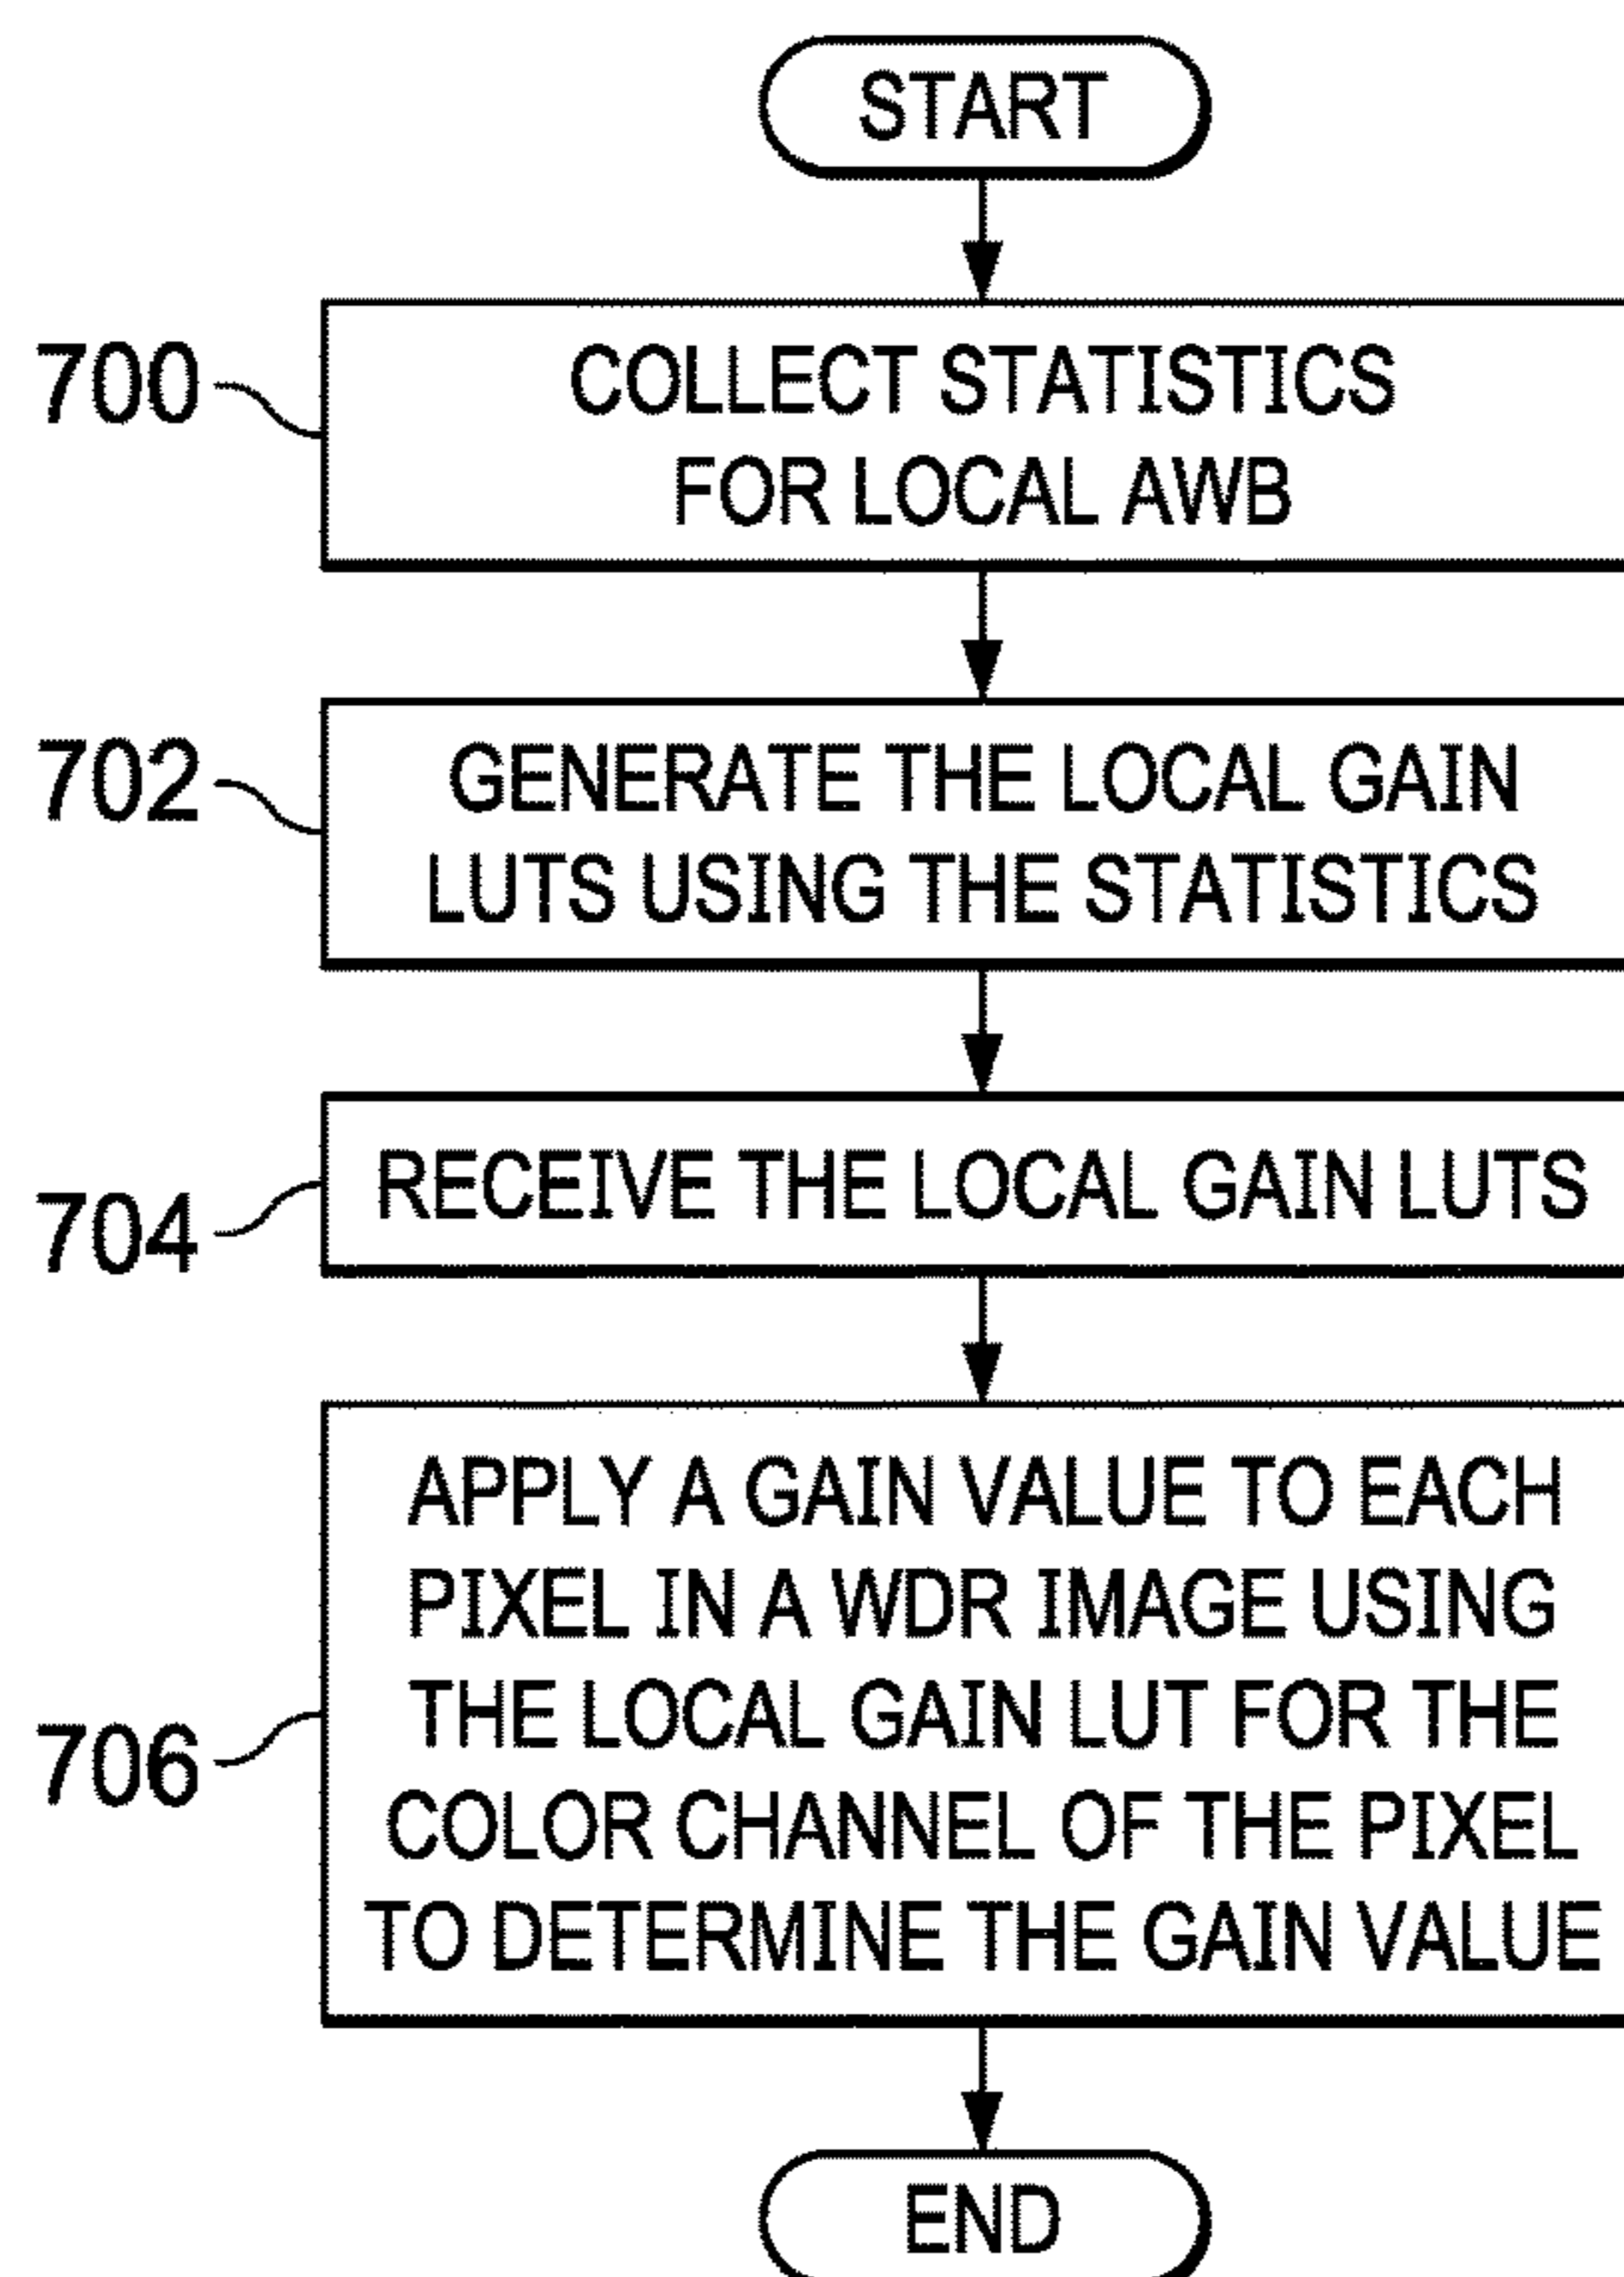 START
700
COLLECT STATISTICS
FOR LOCAL AWB
702
GENERATE THE LOCAL GAIN
LUTS USING THE STATISTICS
704
RECEIVE THE LOCAL GAIN LUTS
706
APPLY A GAIN VALUE TO EACH
PIXEL IN A WDR IMAGE USING
THE LOCAL GAIN LUT FOR THE
COLOR CHANNEL OF THE PIXEL
TO DETERMINE THE GAIN VALUE
END